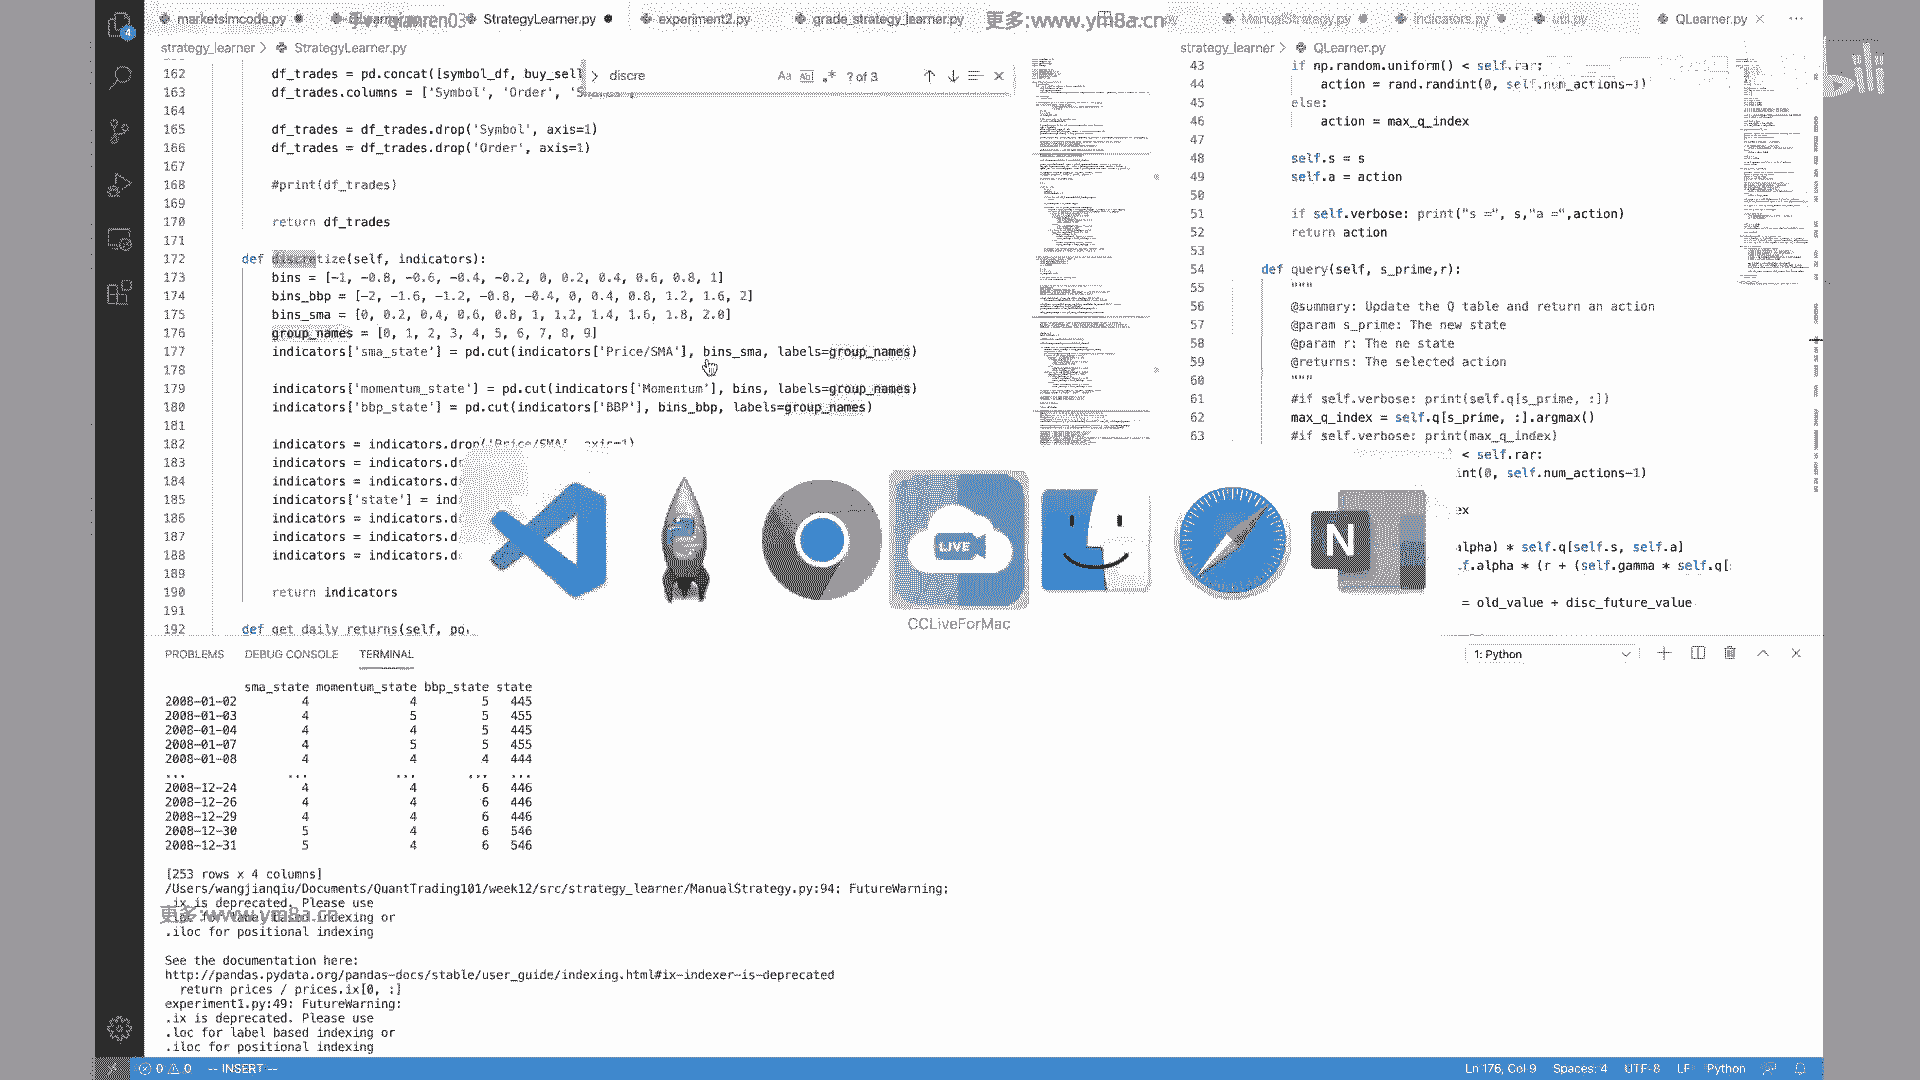 marketsimcode.py
StrategyLearner.py
experiment2.py
grade_strategy_learner.py
更多:www.ym8a.cn
ManualStrategy.py
indicators.py
util.py
QLearner.py
strategy_learner > StrategyLearner.py
discre
Aa Abl .* ? of 3
162 df_trades = pd.concat([symbol_df, buy_sell
163 df_trades.columns = ['Symbol', 'Order',
164
165 df_trades = df_trades.drop('Symbol', axis=1)
166 df_trades = df_trades.drop('Order', axis=1)
167
168 #print(df_trades)
169
170 return df_trades
171
172 def discretize(self, indicators):
173 bins = [-1, -0.8, -0.6, -0.4, -0.2, 0, 0.2, 0.4, 0.6, 0.8, 1]
174 bins_bbp = [-2, -1.6, -1.2, -0.8, -0.4, 0, 0.4, 0.8, 1.2, 1.6, 2]
175 bins_sma = [0, 0.2, 0.4, 0.6, 0.8, 1, 1.2, 1.4, 1.6, 1.8, 2.0]
176 group_names = [0, 1, 2, 3, 4, 5, 6, 7, 8, 9]
177 indicators['sma_state'] = pd.cut(indicators['Price/SMA'], bins_sma, labels=group_names)
178
179 indicators['momentum_state'] = pd.cut(indicators['Momentum'], bins, labels=group_names)
180 indicators['bbp_state'] = pd.cut(indicators['BBP'], bins_bbp, labels=group_names)
181
182 indicators = indicators.drop('Price/SMA', axis=1)
183 indicators = indicators.d
184 indicators = indicators.d
185 indicators['state'] = ind
186 indicators = indicators.d
187 indicators = indicators.d
188 indicators = indicators.d
189
190 return indicators
191
192 def get_daily_returns(self, po
strategy_learner > QLearner.py
43 if np.random.uniform() < self.rar:
44 action = rand.randint(0, self.num_actions-1)
45 else:
46 action = max_q_index
47
48 self.s = s
49 self.a = action
50
51 if self.verbose: print("s =", s,"a =",action)
52 return action
53
54 def query(self, s_prime,r):
55 """
56 @summary: Update the Q table and return an action
57 @param s_prime: The new state
58 @param r: The ne state
59 @returns: The selected action
60 """
61 #if self.verbose: print(self.q[s_prime, :])
62 max_q_index = self.q[s_prime, :].argmax()
63 #if self.verbose: print(max_q_index)
< self.rar:
int(0, self.num_actions-1)
ex
alpha) * self.q[self.s, self.a]
f.alpha * (r + (self.gamma * self.q[
= old_value + disc_future_value
LIVE
N
CCLiveForMac
PROBLEMS DEBUG CONSOLE TERMINAL
1: Python
sma_state momentum_state bbp_state state
2008-01-02 4 4 5 445
2008-01-03 4 5 5 455
2008-01-04 4 4 5 445
2008-01-07 4 5 5 455
2008-01-08 4 4 4 444
... ... ... ... ...
2008-12-24 4 4 6 446
2008-12-26 4 4 6 446
2008-12-29 4 4 6 446
2008-12-30 5 4 6 546
2008-12-31 5 4 6 546
[253 rows x 4 columns]
/Users/wangjianqiu/Documents/QuantTrading101/week12/src/strategy_learner/ManualStrategy.py:94: FutureWarning:
.ix is deprecated. Please use
.loc for label based indexing or
更多:www.ym8a.cn
.iloc for positional indexing
See the documentation here:
http://pandas.pydata.org/pandas-docs/stable/user_guide/indexing.html#ix-indexer-is-deprecated
return prices / prices.ix[0, :]
experiment1.py:49: FutureWarning:
.ix is deprecated. Please use
.loc for label based indexing or
.iloc for positional indexing
0 0 -- INSERT --
Ln 176, Col 9 Spaces: 4 UTF-8 LF Python